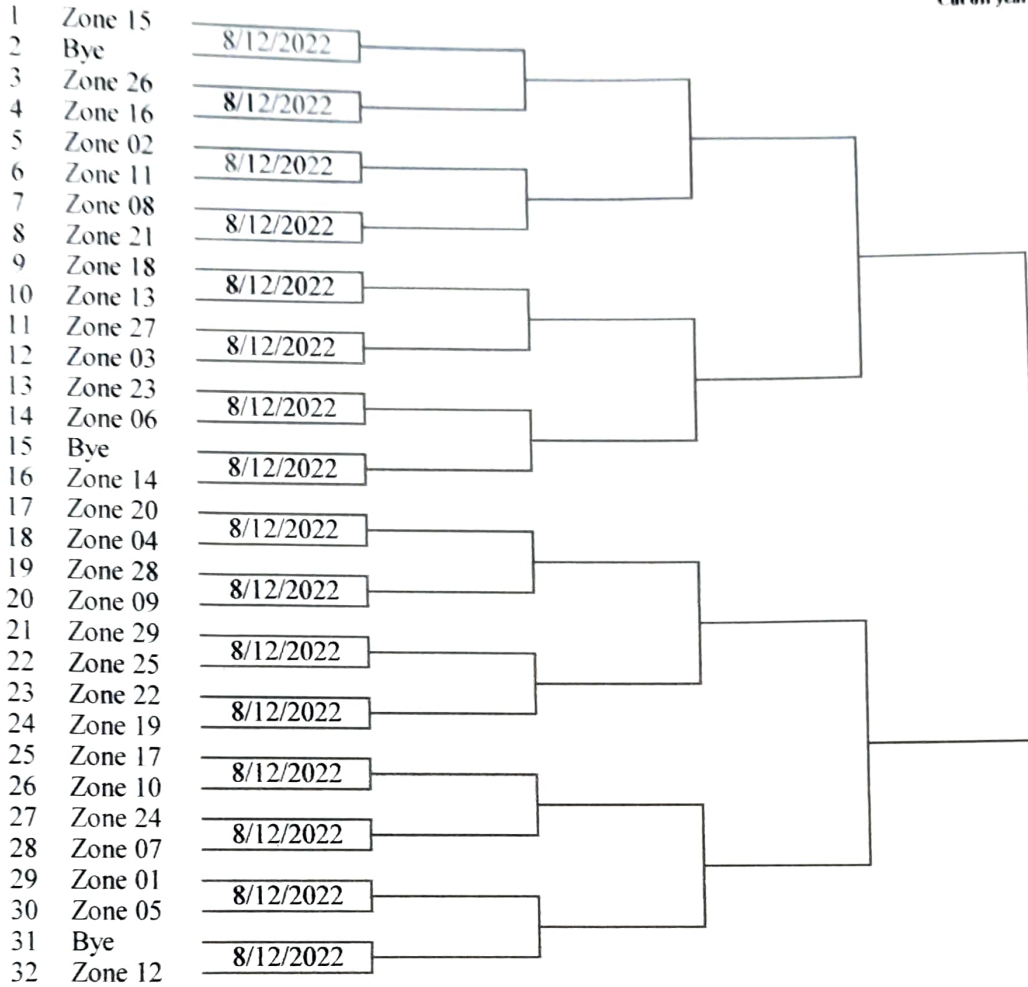 Cut off year
1 Zone 15
8/12/2022
2 Bye
3 Zone 26
8/12/2022
4 Zone 16
5 Zone 02
8/12/2022
6 Zone 11
7 Zone 08
8/12/2022
8 Zone 21
9 Zone 18
8/12/2022
10 Zone 13
11 Zone 27
8/12/2022
12 Zone 03
13 Zone 23
8/12/2022
14 Zone 06
15 Bye
8/12/2022
16 Zone 14
17 Zone 20
8/12/2022
18 Zone 04
19 Zone 28
8/12/2022
20 Zone 09
21 Zone 29
8/12/2022
22 Zone 25
23 Zone 22
8/12/2022
24 Zone 19
25 Zone 17
8/12/2022
26 Zone 10
27 Zone 24
8/12/2022
28 Zone 07
29 Zone 01
8/12/2022
30 Zone 05
31 Bye
8/12/2022
32 Zone 12